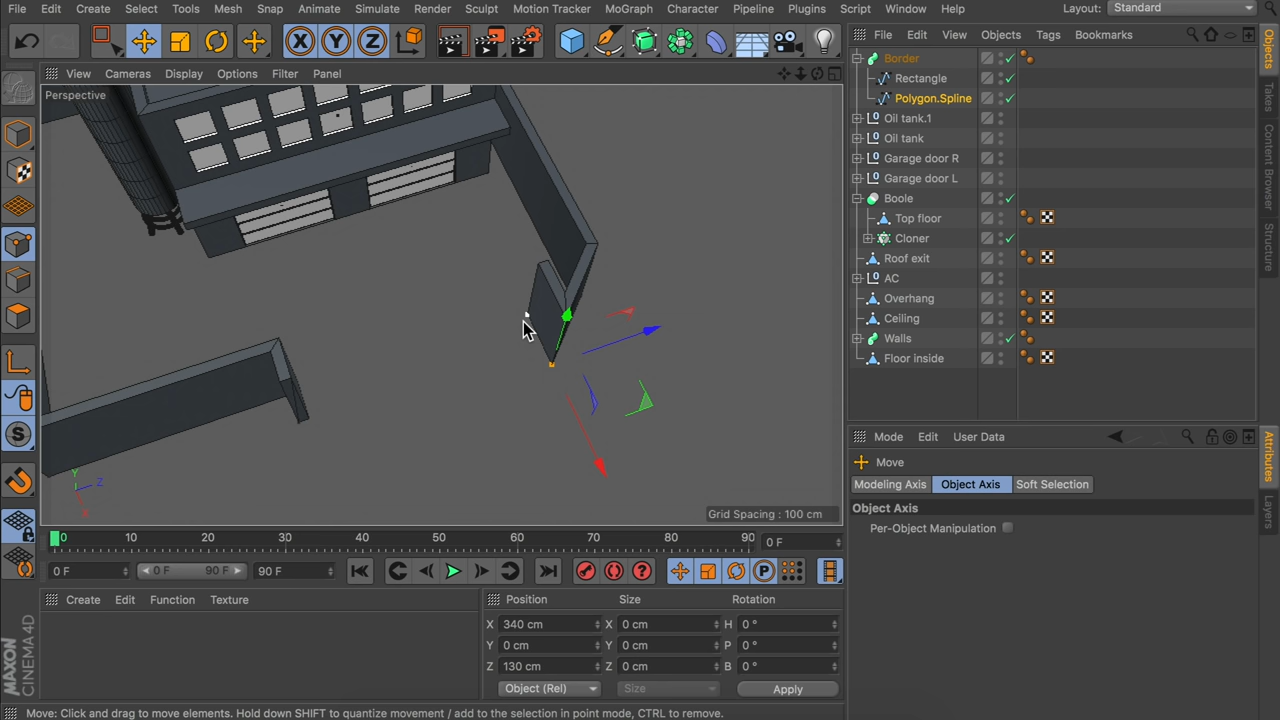 File Edit Create Select Tools Mesh Snap Animate Simulate Render Sculpt Motion Tracker MoGraph Character Pipeline Plugins Script Window Help Layout: Standard
X Y Z
File Edit View Objects Tags Bookmarks
View Cameras Display Options Filter Panel
Perspective
Border
Rectangle
Polygon.Spline
Oil tank.1
Oil tank
Garage door R
Garage door L
Boole
Top floor
Cloner
Roof exit
AC
Overhang
Ceiling
Walls
Floor inside
Objects
Takes
Content Browser
Structure
Y
Z
Grid Spacing : 100 cm
Mode Edit User Data
Move
Modeling Axis Object Axis Soft Selection
Object Axis
Per-Object Manipulation
Attributes
Layers
0 10 20 30 40 50 60 70 80 90 0 F
0 F 0 F 90 F 90 F
P
S
Create Edit Function Texture
Position Size Rotation
X 340 cm X 0 cm H 0 °
Y 0 cm Y 0 cm P 0 °
Z 130 cm Z 0 cm B 0 °
Object (Rel) Size Apply
MAXON
CINEMA 4D
Move: Click and drag to move elements. Hold down SHIFT to quantize movement / add to the selection in point mode, CTRL to remove.